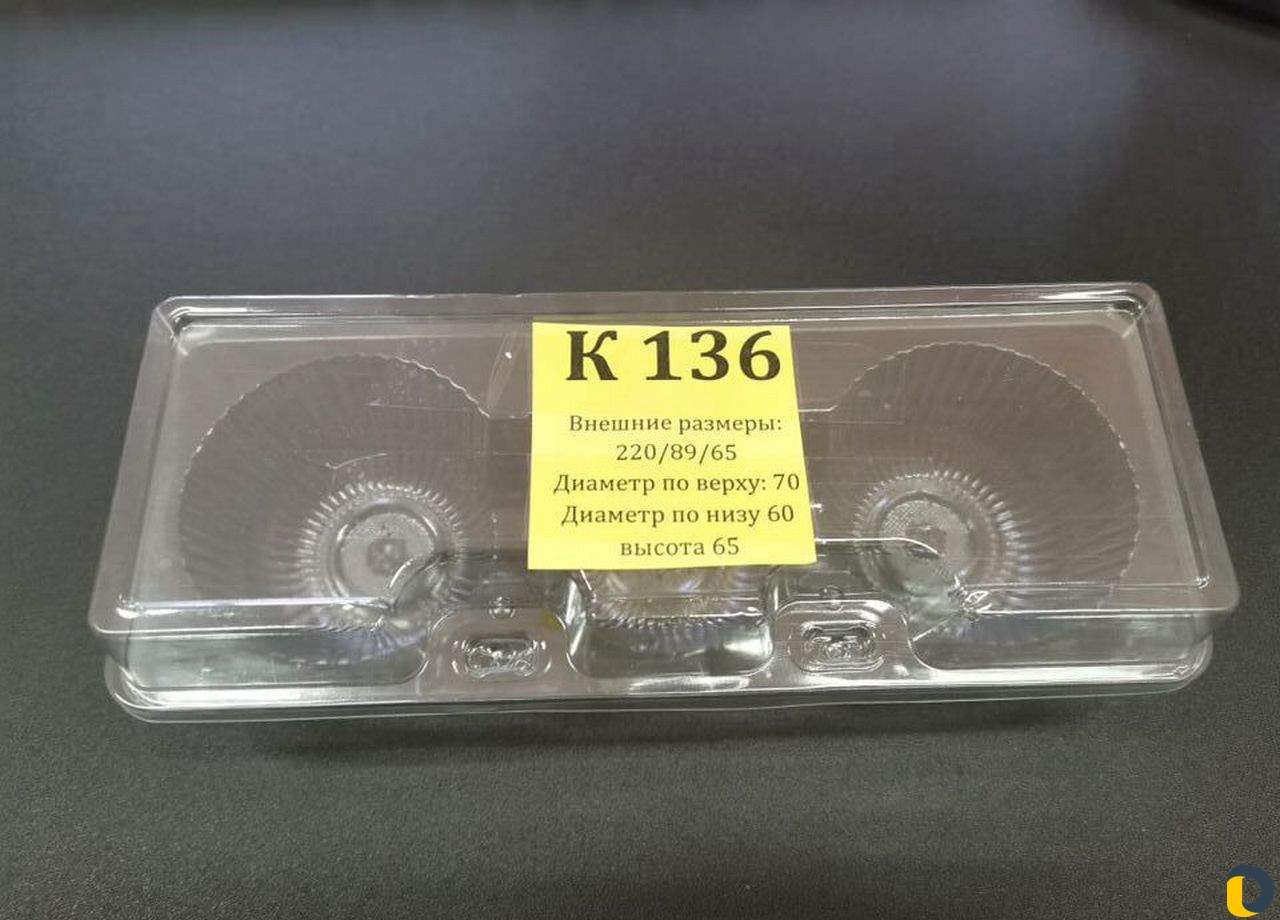 К 136
Внешние размеры:
220/89/65
Диаметр по верху: 70
Диаметр по низу 60
высота 65